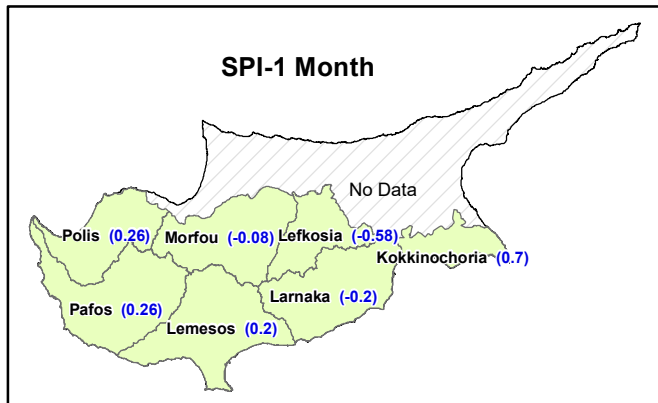 SPI-1 Month
No Data
Polis (0.26)
Morfou (-0.08)
Lefkosia (-0.58)
Kokkinochoria (0.7)
Pafos (0.26)
Larnaka (-0.2)
Lemesos (0.2)